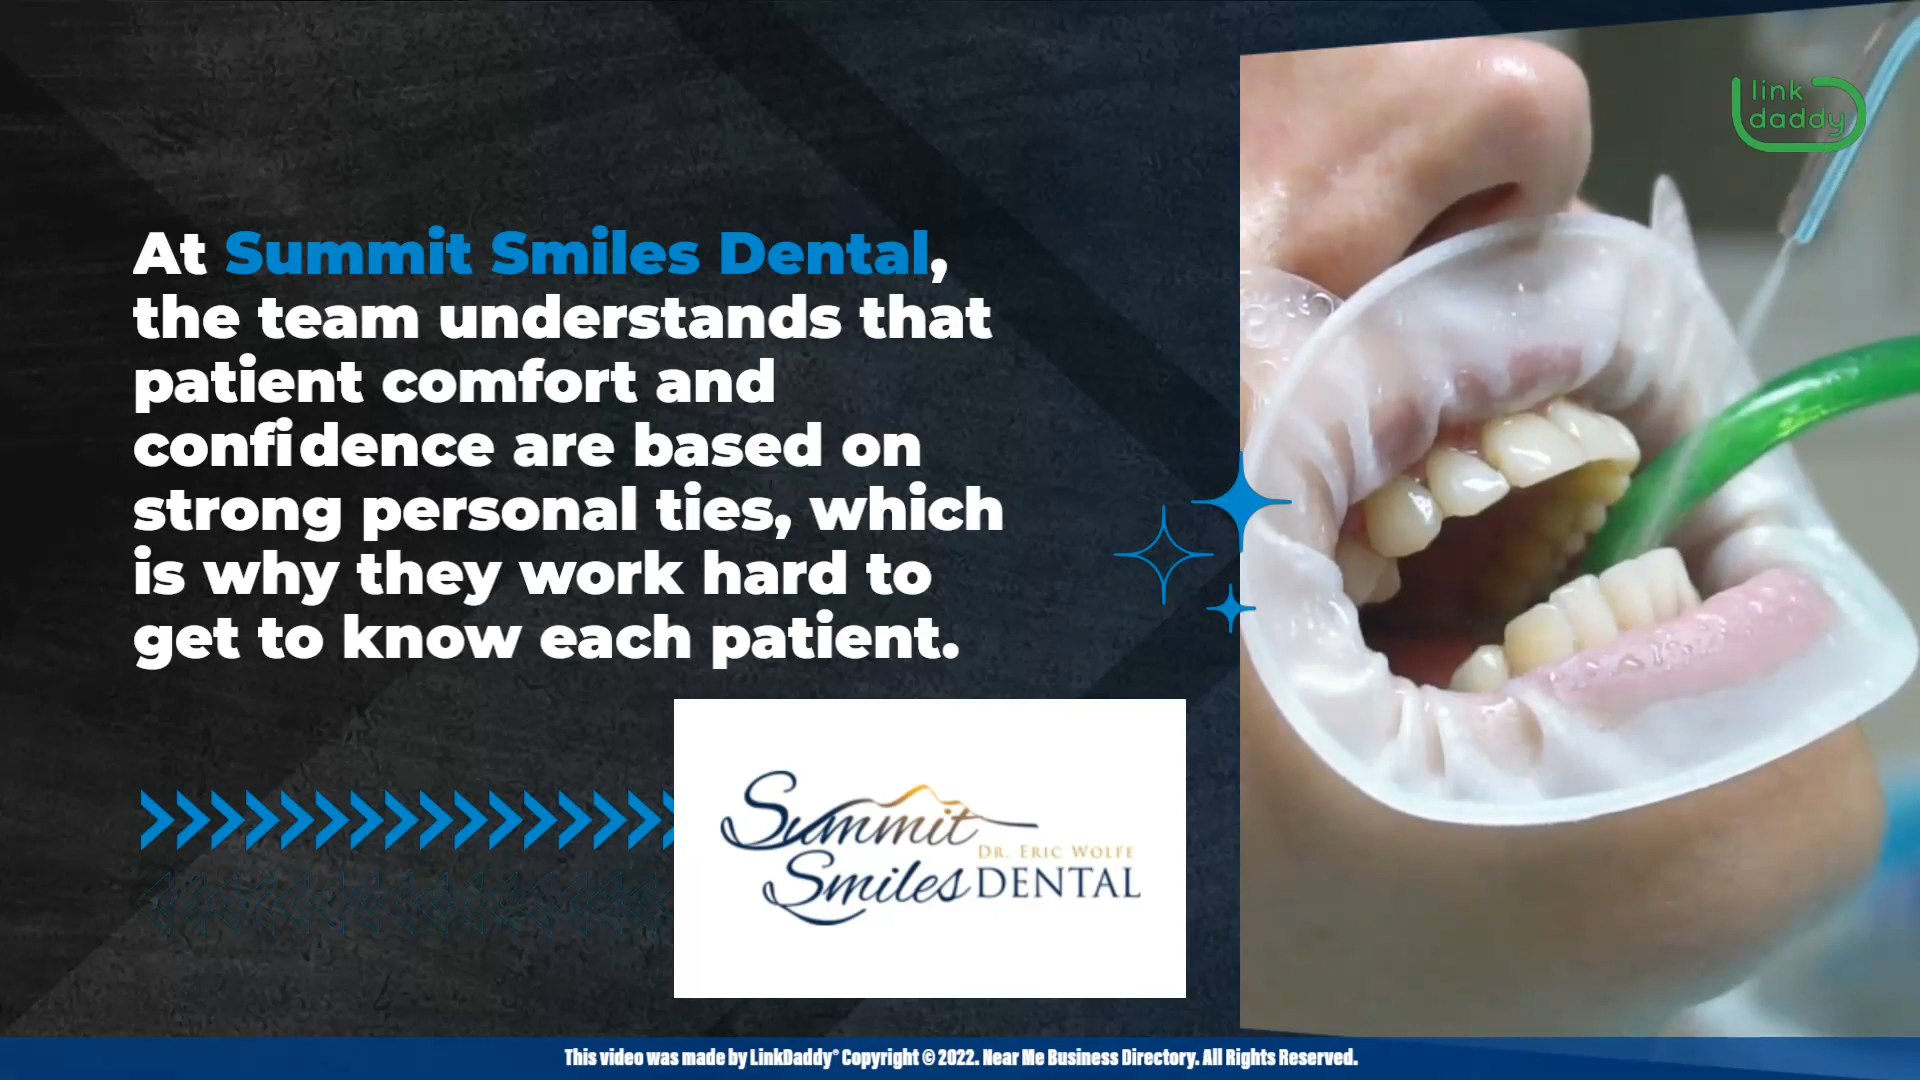 link
daddy
At Summit Smiles Dental,
the team understands that
patient comfort and
confidence are based on
strong personal ties, which
is why they work hard to
get to know each patient.
Summit
DR. ERIC WOLFE
Smiles DENTAL
This video was made by LinkDaddy® Copyright © 2022. Near Me Business Directory. All Rights Reserved.